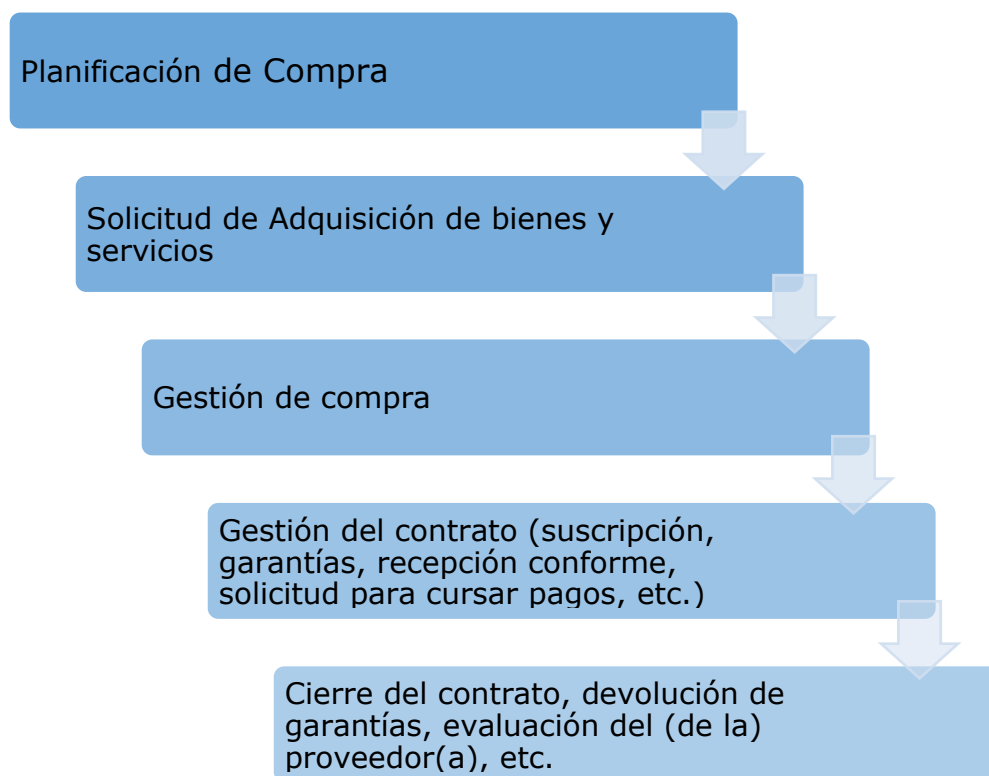 Planificación de Compra
Solicitud de Adquisición de bienes y
servicios
Gestión de compra
Gestión del contrato (suscripción,
garantías, recepción conforme,
solicitud para cursar pagos, etc.)
Cierre del contrato, devolución de
garantías, evaluación del (de la)
proveedor(a), etc.